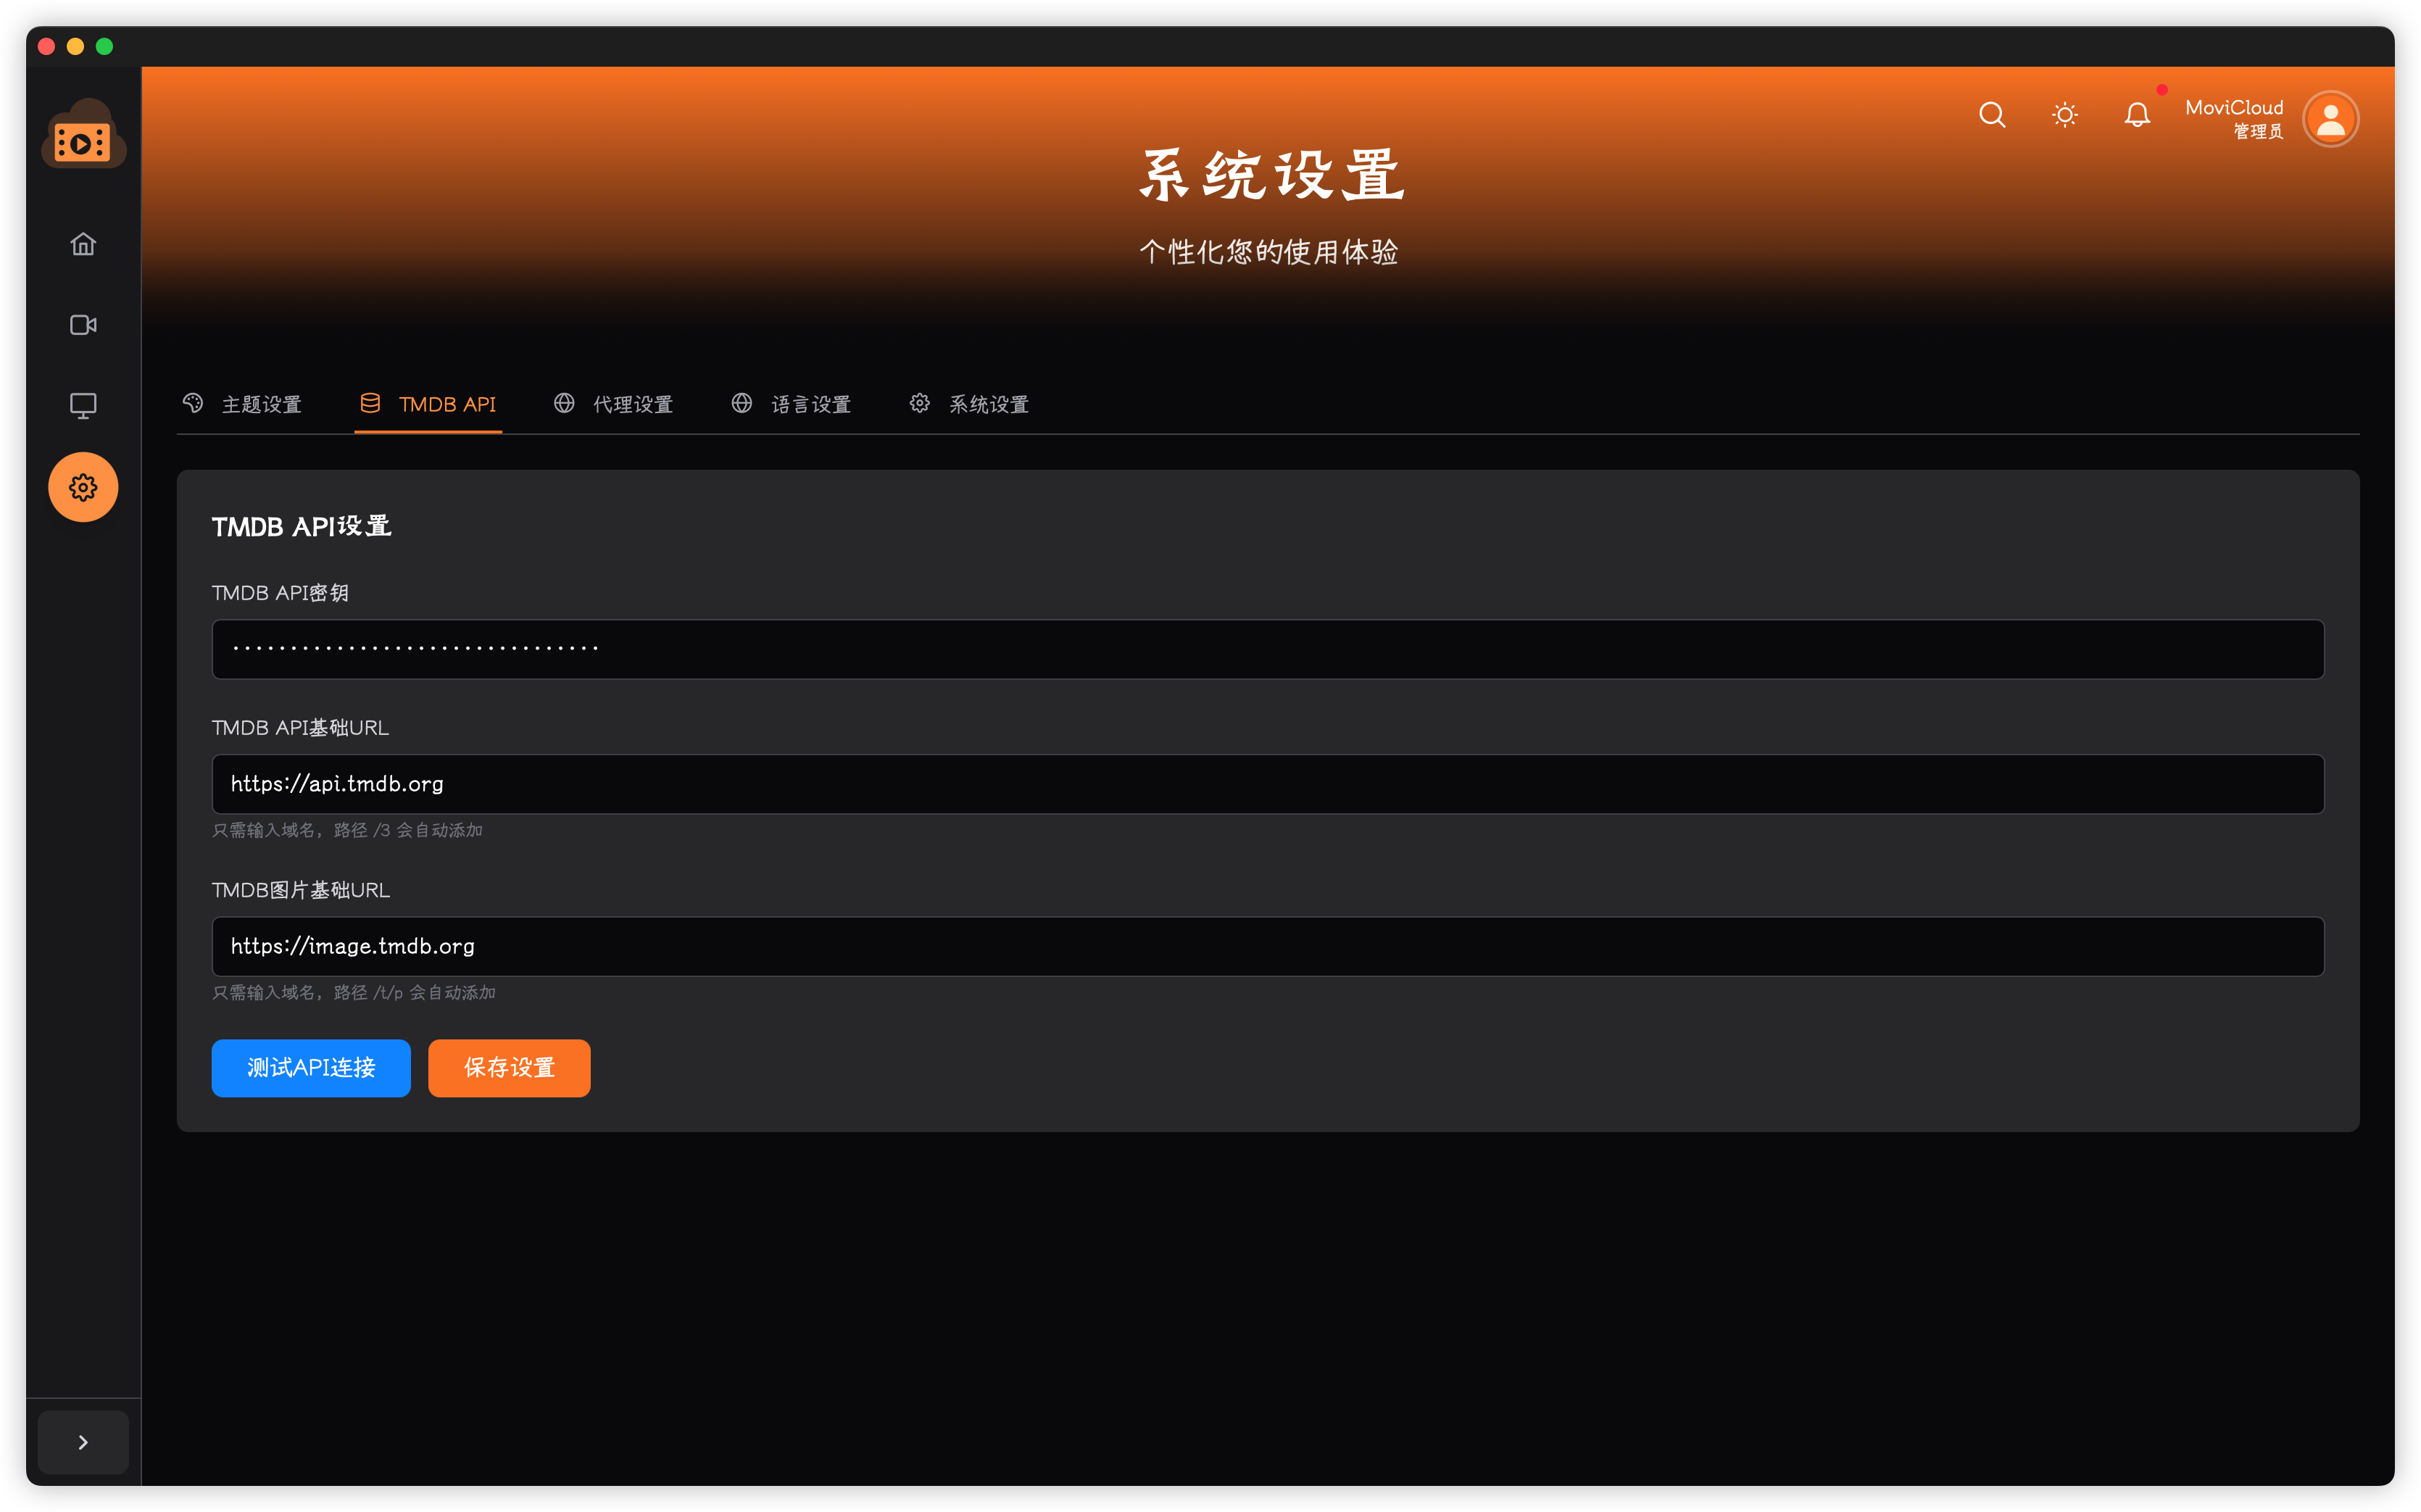 MoviCloud
管理员
系统设置
个性化您的使用体验
主题设置 TMDB API 代理设置 语言设置 系统设置
TMDB API设置
TMDB API密钥
································
TMDB API基础URL
https://api.tmdb.org
只需输入域名，路径 /3 会自动添加
TMDB图片基础URL
https://image.tmdb.org
只需输入域名，路径 /t/p 会自动添加
测试API连接 保存设置